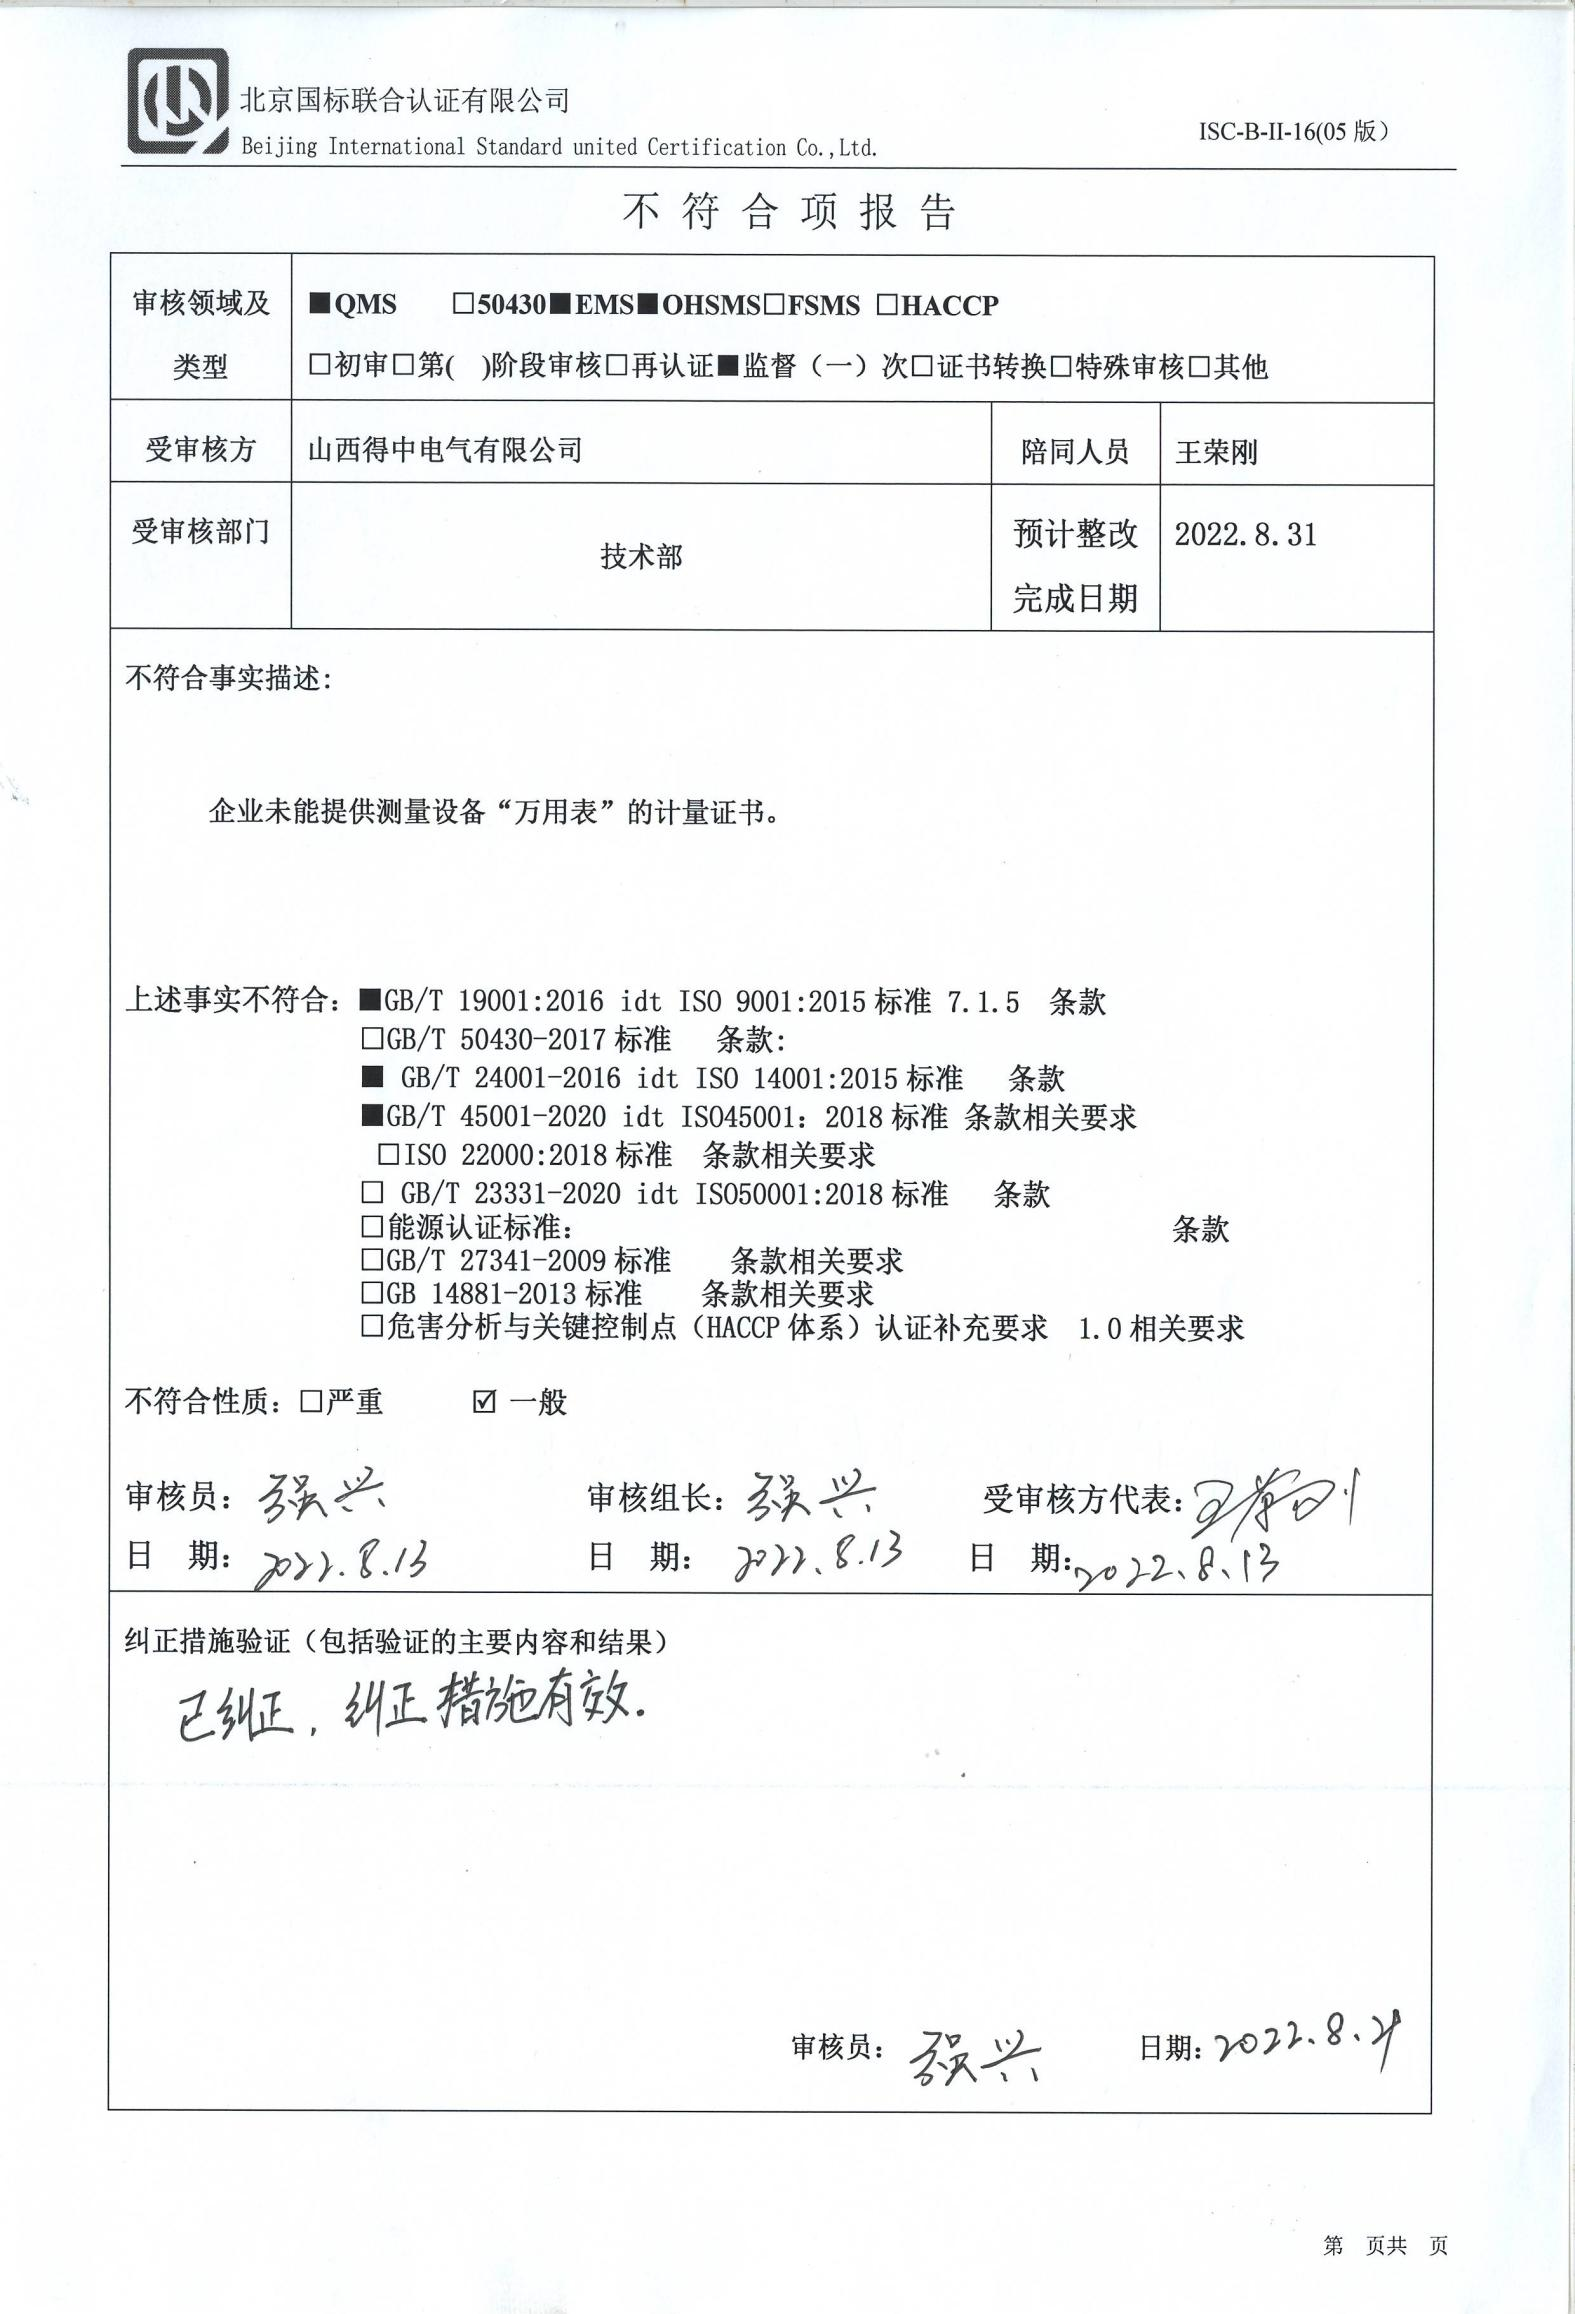 北京国标联合认证有限公司
Beijing International Standard united Certification Co.,Ltd.
ISC-B-II-16(05 版)
不符合项报告
审核领域及类型
■QMS □50430■EMS■OHSMS□FSMS □HACCP
□初审□第( )阶段审核□再认证■监督（一）次□证书转换□特殊审核□其他
受审核方 山西得中电气有限公司 陪同人员 王荣刚
受审核部门 技术部 预计整改完成日期 2022.8.31
不符合事实描述:
企业未能提供测量设备“万用表”的计量证书。
上述事实不符合：■GB/T 19001:2016 idt ISO 9001:2015 标准 7.1.5 条款
□GB/T 50430-2017 标准 条款:
■ GB/T 24001-2016 idt ISO 14001:2015 标准 条款
■GB/T 45001-2020 idt ISO45001：2018 标准 条款相关要求
□ISO 22000:2018 标准 条款相关要求
□ GB/T 23331-2020 idt ISO50001:2018 标准 条款
□能源认证标准： 条款
□GB/T 27341-2009 标准 条款相关要求
□GB 14881-2013 标准 条款相关要求
□危害分析与关键控制点（HACCP 体系）认证补充要求 1.0 相关要求
不符合性质：□严重 ☑ 一般
审核员： 强兴 审核组长： 强兴 受审核方代表： 王荣刚
日 期： 2022.8.13 日 期： 2022.8.13 日 期： 2022.8.13
纠正措施验证（包括验证的主要内容和结果）
已纠正，纠正措施有效.
审核员： 强兴 日期: 2022.8.
第 页共 页